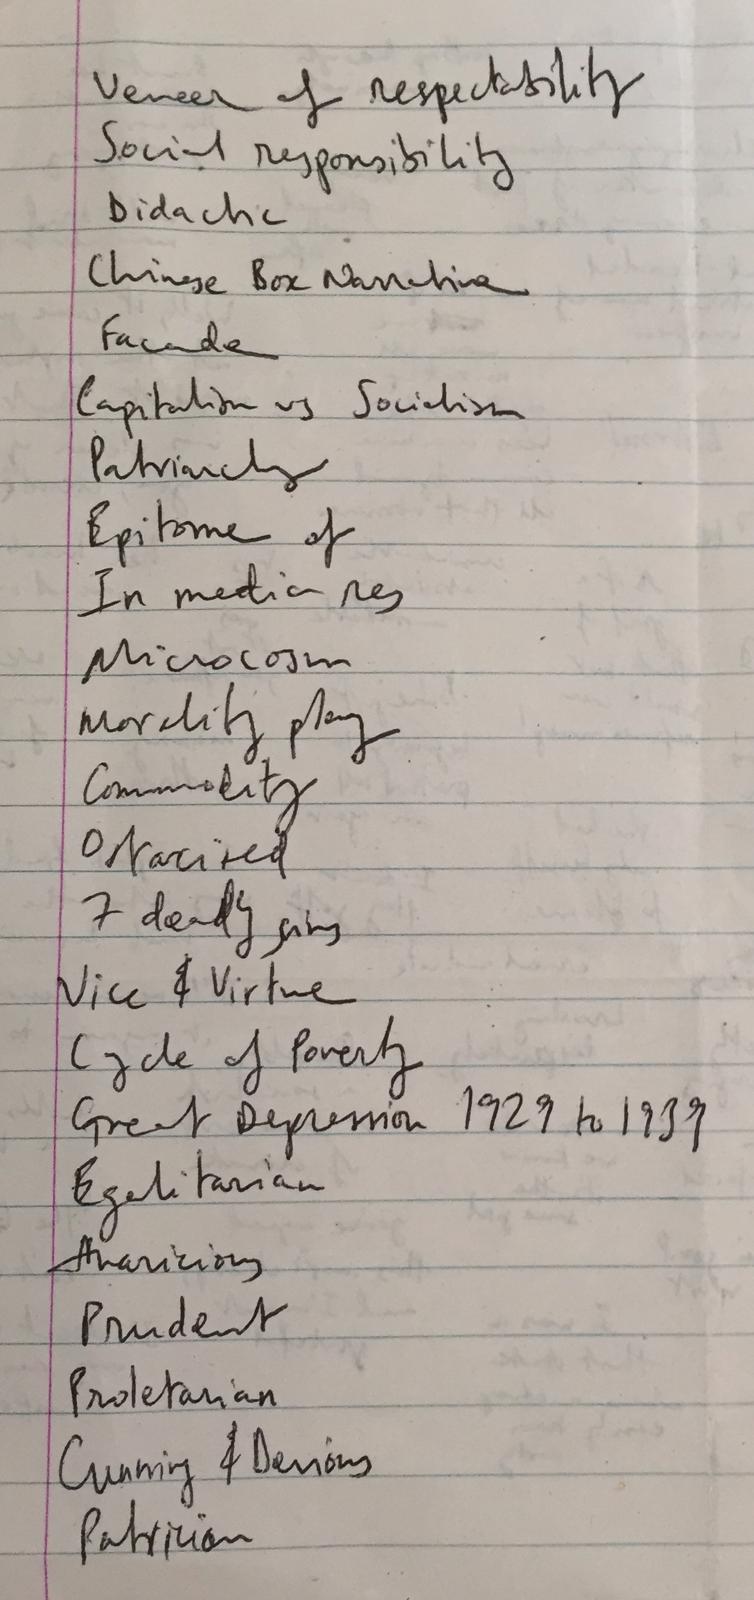 Veneer of respectability
Social responsibility
Didactic
Chinese Box Narrative
Facade
Capitalism vs Socialism
Patriarchy
Epitome of
In media res
Microcosm
Morality play
Commodity
Ostracised
7 deadly sins
Vice & Virtue
Cycle of Poverty
Great Depression 1929 to 1939
Egalitarian
Avaricious
Prudent
Proletarian
Cunning & Devious
Patrician